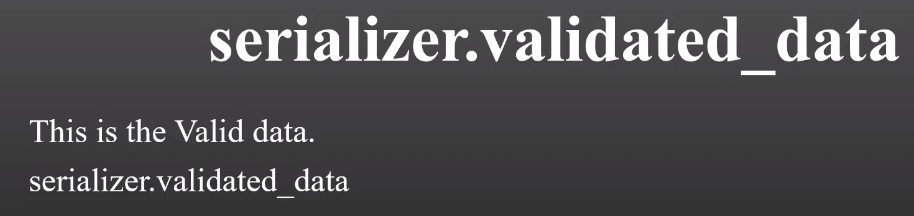 serializer.validated_data
This is the Valid data.
serializer.validated_data